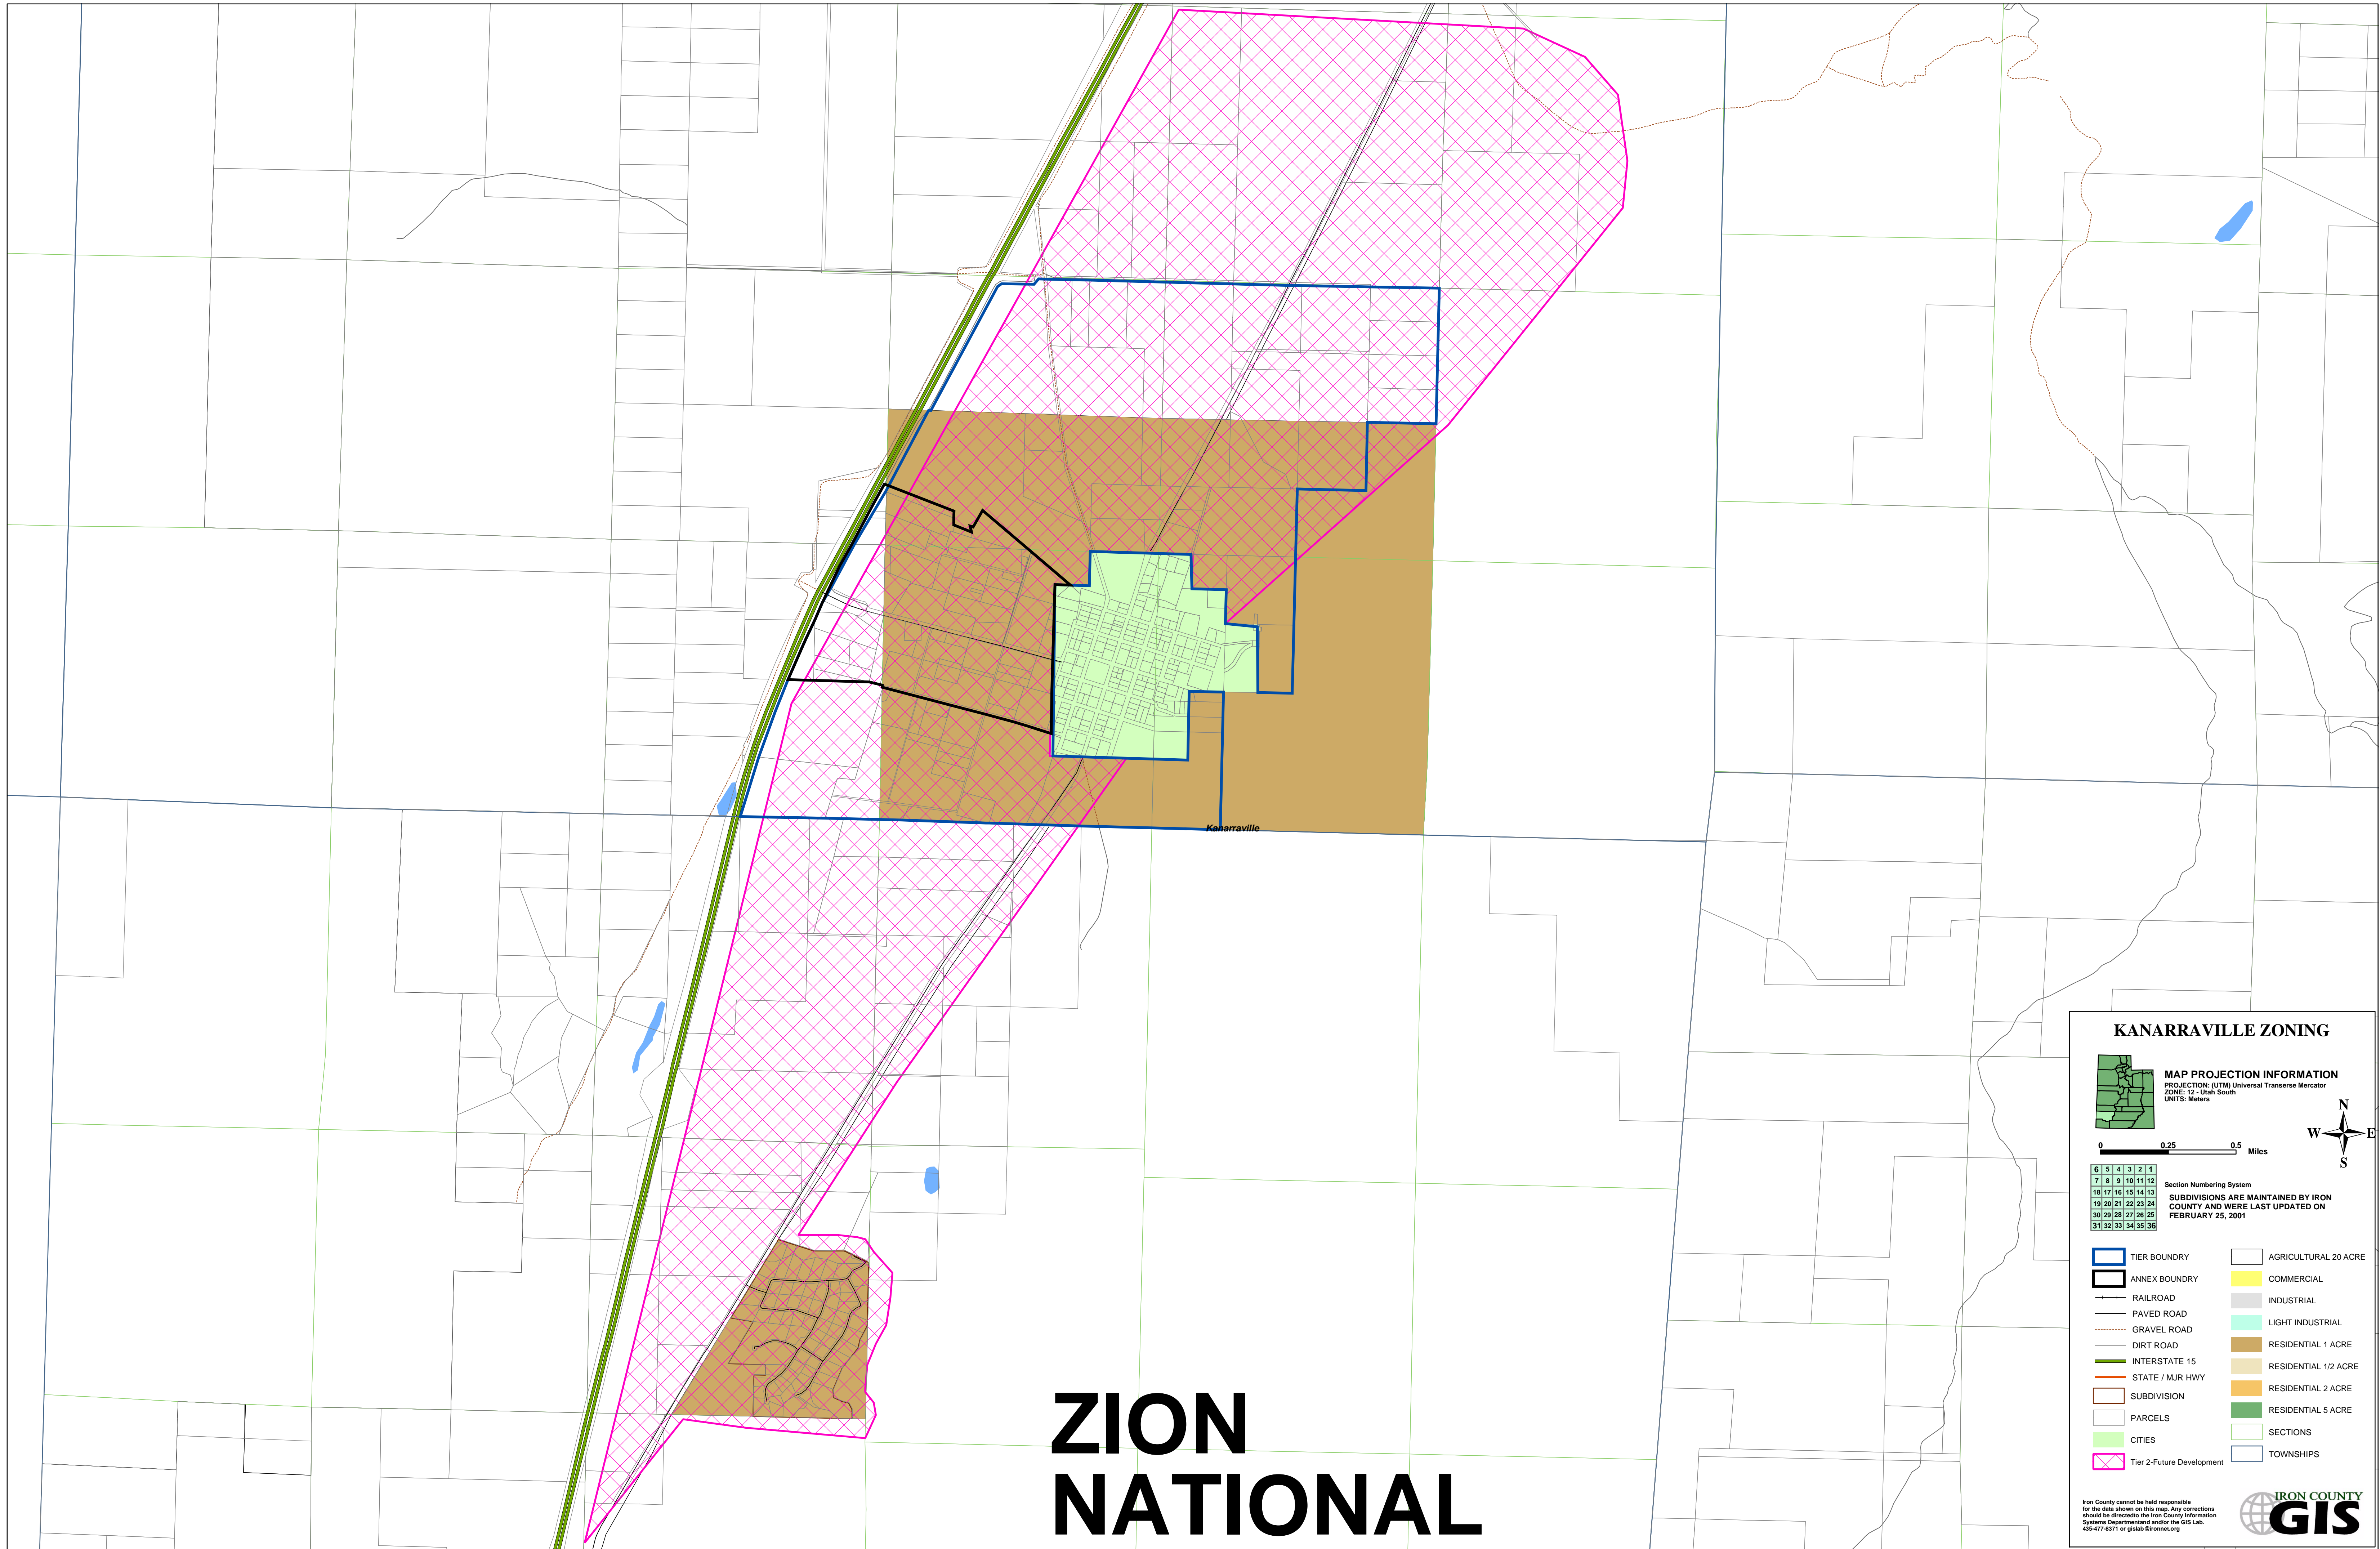 Kanarraville
ZION
NATIONAL
KANARRAVILLE ZONING
MAP PROJECTION INFORMATION
PROJECTION: (UTM) Universal Transerse Mercator
ZONE: 12 - Utah South
UNITS: Meters
N
W E
S
0 0.25 0.5
Miles
6 5 4 3 2 1
7 8 9 10 11 12
18 17 16 15 14 13
19 20 21 22 23 24
30 29 28 27 26 25
31 32 33 34 35 36
Section Numbering System
SUBDIVISIONS ARE MAINTAINED BY IRON
COUNTY AND WERE LAST UPDATED ON
FEBRUARY 25, 2001
TIER BOUNDRY
ANNEX BOUNDRY
RAILROAD
PAVED ROAD
GRAVEL ROAD
DIRT ROAD
INTERSTATE 15
STATE / MJR HWY
SUBDIVISION
PARCELS
CITIES
Tier 2-Future Development
AGRICULTURAL 20 ACRE
COMMERCIAL
INDUSTRIAL
LIGHT INDUSTRIAL
RESIDENTIAL 1 ACRE
RESIDENTIAL 1/2 ACRE
RESIDENTIAL 2 ACRE
RESIDENTIAL 5 ACRE
SECTIONS
TOWNSHIPS
Iron County cannot be held responsible
for the data shown on this map. Any corrections
should be directedto the Iron County Information
Systems Departmentand and/or the GIS Lab.
435-477-8371 or gislab@ironnet.org
IRON COUNTY
GIS